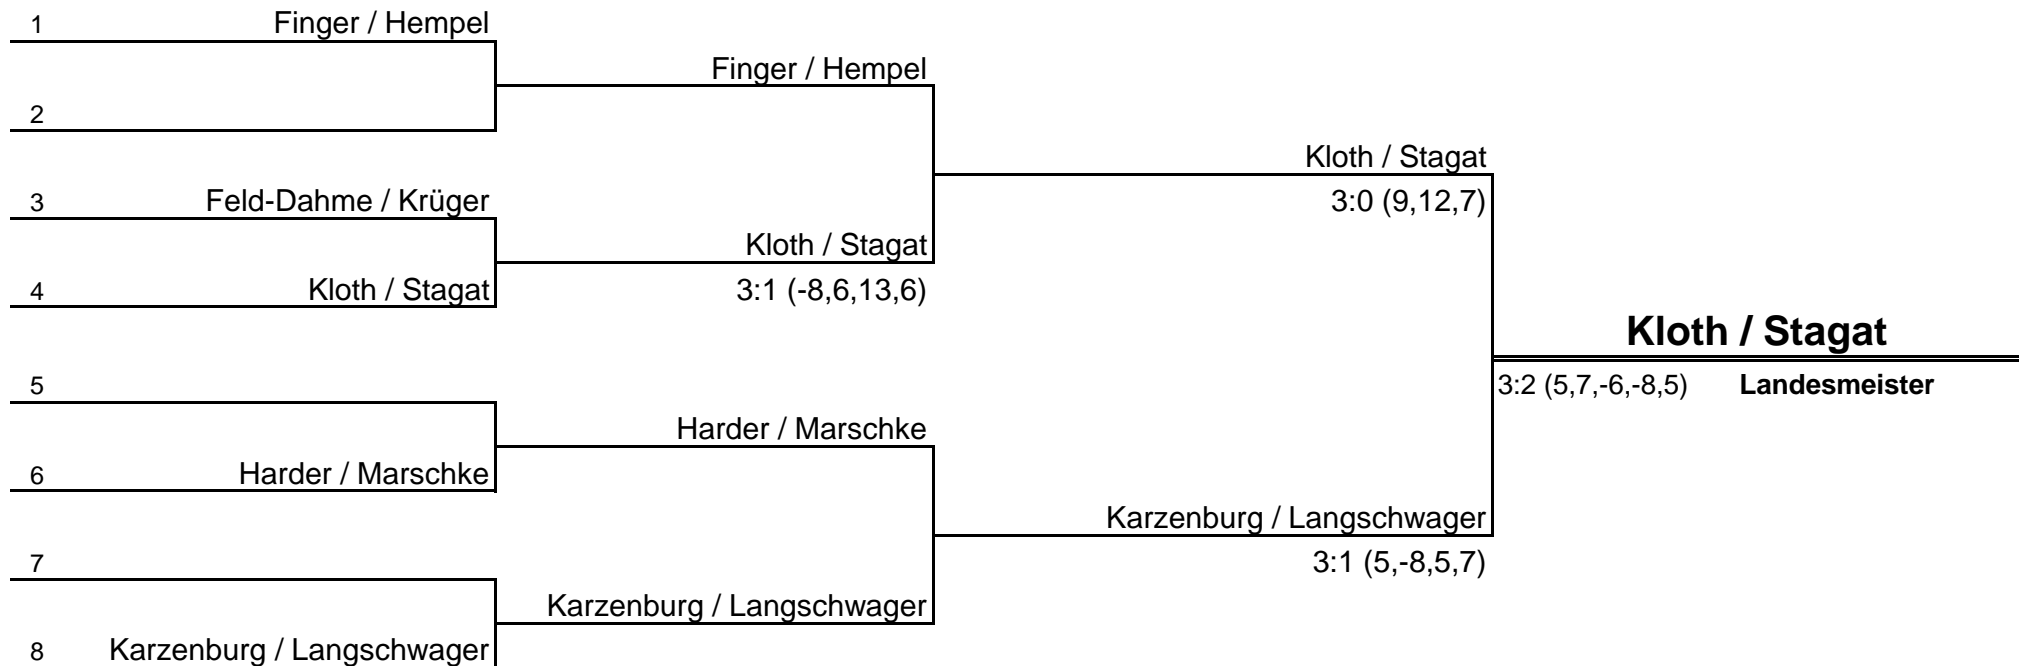 1 Finger / Hempel
Finger / Hempel
2
Kloth / Stagat
3 Feld-Dahme / Krüger
3:0 (9,12,7)
Kloth / Stagat
4 Kloth / Stagat
3:1 (-8,6,13,6)
Kloth / Stagat
5
3:2 (5,7,-6,-8,5) Landesmeister
Harder / Marschke
6 Harder / Marschke
Karzenburg / Langschwager
7
3:1 (5,-8,5,7)
Karzenburg / Langschwager
8 Karzenburg / Langschwager